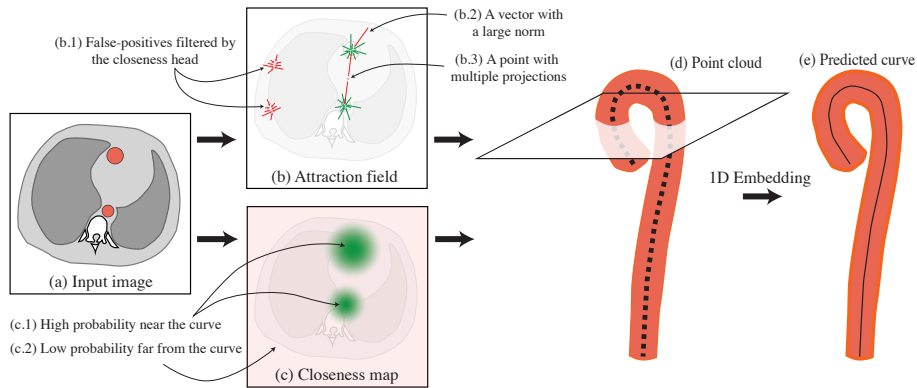 (b.1) False-positives filtered by
the closeness head
(b.2) A vector with
a large norm
(b.3) A point with
multiple projections
(d) Point cloud
(e) Predicted curve
(b) Attraction field
1D Embedding
(a) Input image
(c.1) High probability near the curve
(c.2) Low probability far from the curve
(c) Closeness map